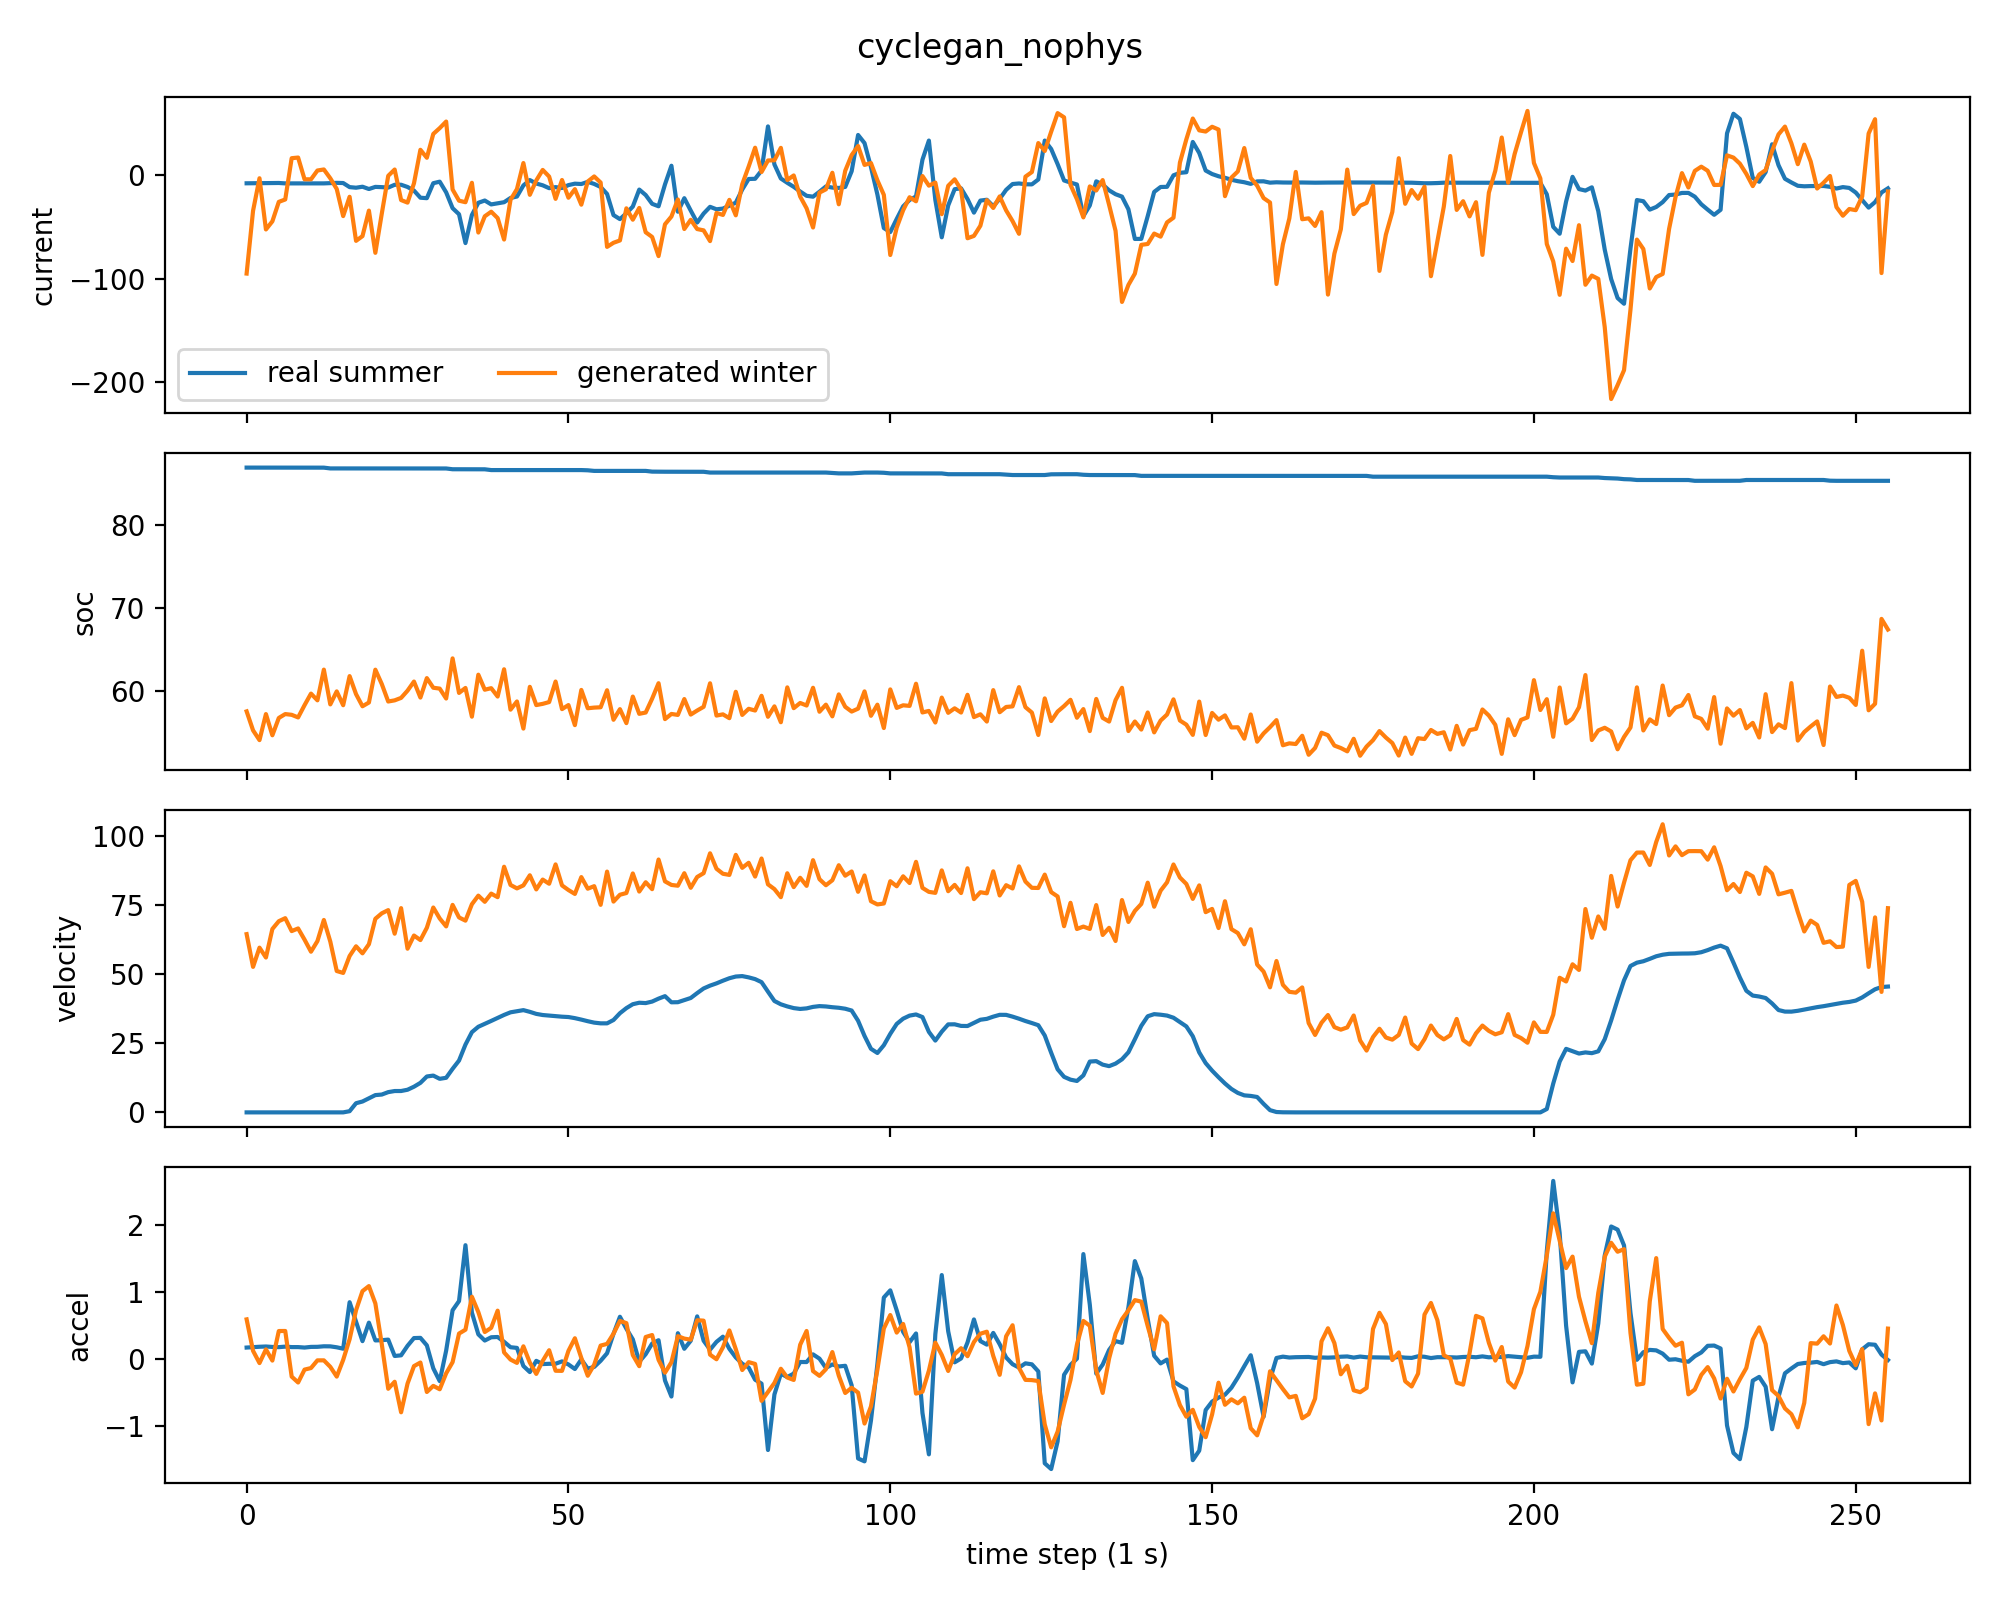 cyclegan_nophys
current
0
−100
−200
real summer
generated winter
soc
80
70
60
velocity
100
75
50
25
0
accel
2
1
0
−1
0
50
100
150
200
250
time step (1 s)